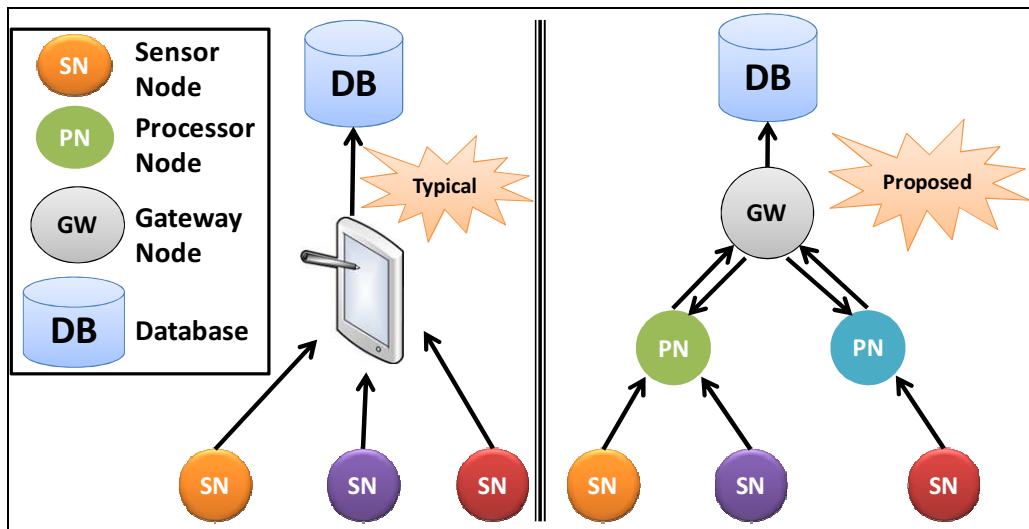 SN Sensor
Node
PN Processor
Node
GW Gateway
Node
DB Database
DB
Typical
SN SN SN
DB
Proposed
GW
PN PN
SN SN SN